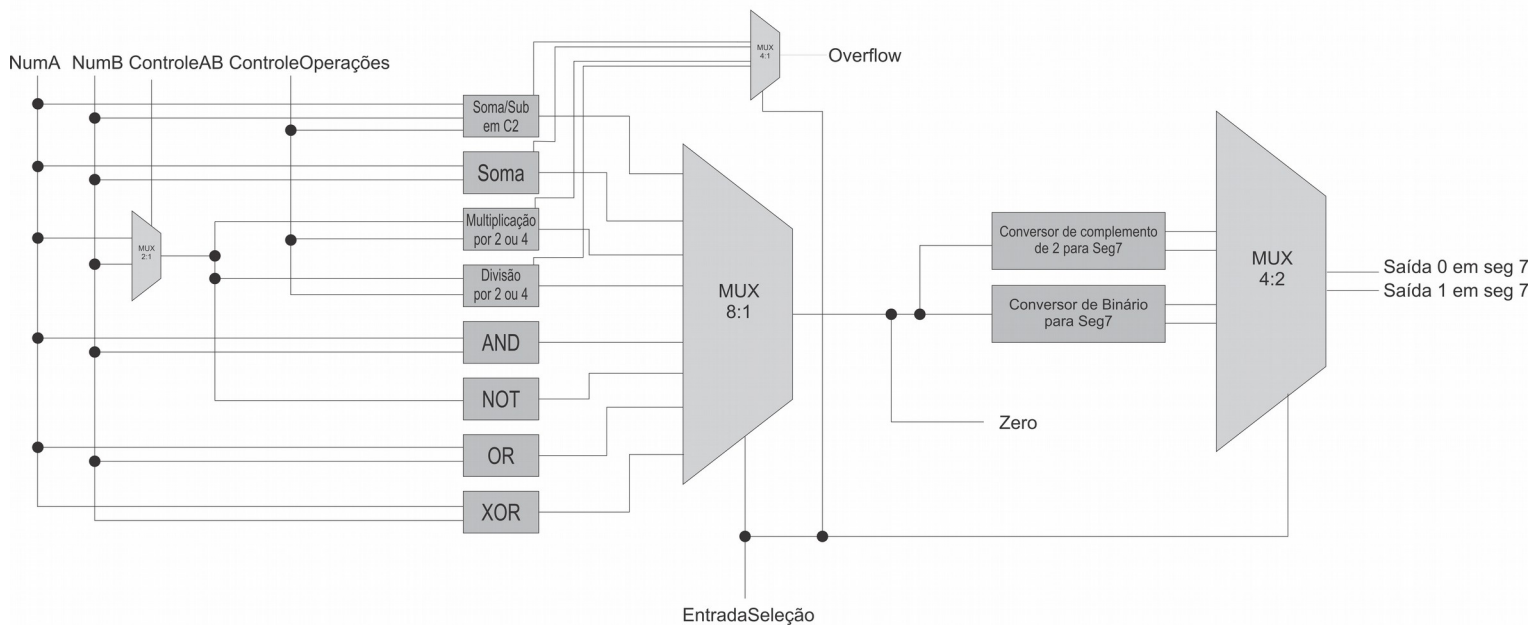 NumA NumB ControleAB ControleOperações
MUX
4:1
Overflow
Soma/Sub
em C2
Soma
Multiplicação
por 2 ou 4
Divisão
por 2 ou 4
AND
NOT
OR
XOR
MUX
2:1
MUX
8:1
Conversor de complemento
de 2 para Seg7
Conversor de Binário
para Seg7
MUX
4:2
Saída 0 em seg 7
Saída 1 em seg 7
Zero
EntradaSeleção